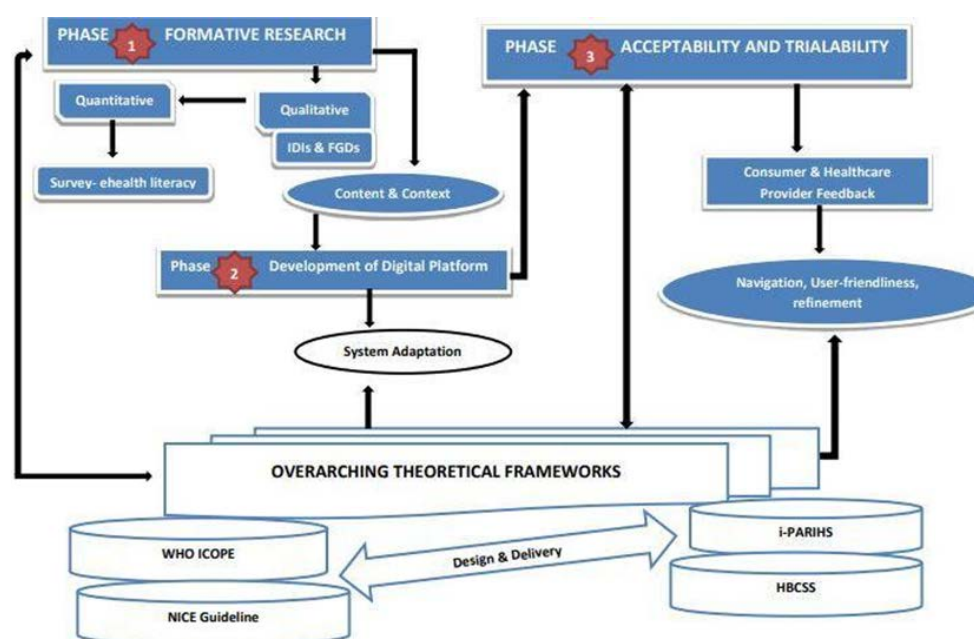 PHASE 1 FORMATIVE RESEARCH
PHASE 3 ACCEPTABILITY AND TRIALABILITY
Quantitative
Qualitative
IDIs & FGDs
Survey- ehealth literacy
Content & Context
Consumer & Healthcare
Provider Feedback
Phase 2 Development of Digital Platform
Navigation, User-friendliness,
refinement
System Adaptation
OVERARCHING THEORETICAL FRAMEWORKS
WHO ICOPE
NICE Guideline
Design & Delivery
i-PARIHS
HBCSS